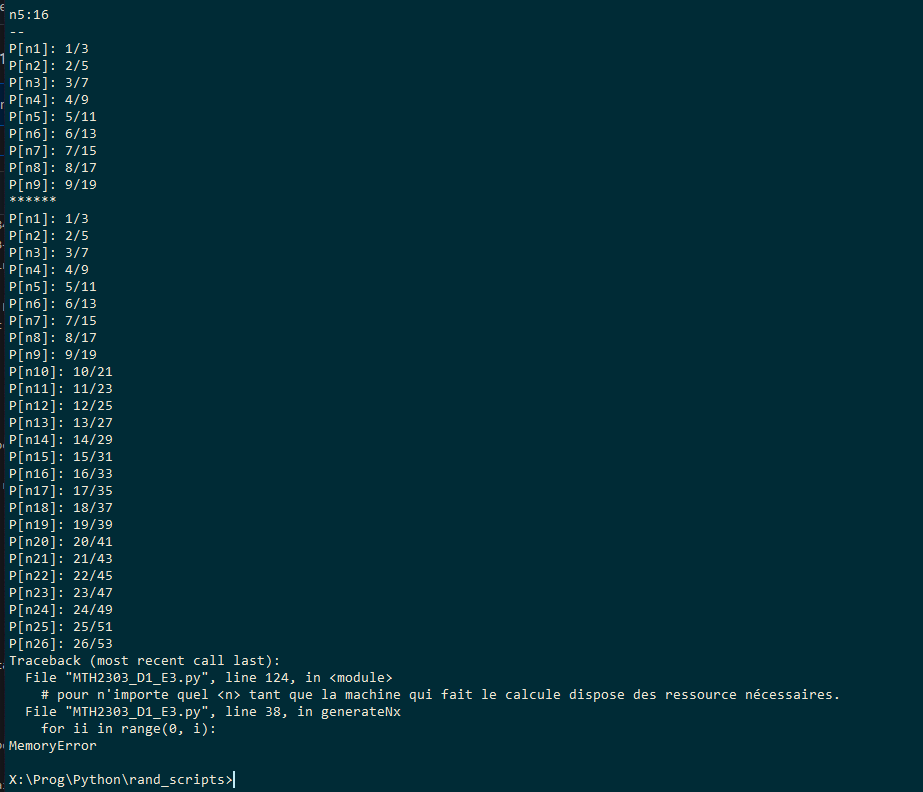 n5:16
--
P[n1]: 1/3
P[n2]: 2/5
P[n3]: 3/7
P[n4]: 4/9
P[n5]: 5/11
P[n6]: 6/13
P[n7]: 7/15
P[n8]: 8/17
P[n9]: 9/19
******
P[n1]: 1/3
P[n2]: 2/5
P[n3]: 3/7
P[n4]: 4/9
P[n5]: 5/11
P[n6]: 6/13
P[n7]: 7/15
P[n8]: 8/17
P[n9]: 9/19
P[n10]: 10/21
P[n11]: 11/23
P[n12]: 12/25
P[n13]: 13/27
P[n14]: 14/29
P[n15]: 15/31
P[n16]: 16/33
P[n17]: 17/35
P[n18]: 18/37
P[n19]: 19/39
P[n20]: 20/41
P[n21]: 21/43
P[n22]: 22/45
P[n23]: 23/47
P[n24]: 24/49
P[n25]: 25/51
P[n26]: 26/53
Traceback (most recent call last):
  File "MTH2303_D1_E3.py", line 124, in <module>
    # pour n'importe quel <n> tant que la machine qui fait le calcule dispose des ressource nécessaires.
  File "MTH2303_D1_E3.py", line 38, in generateNx
    for ii in range(0, i):
MemoryError
X:\Prog\Python\rand_scripts>